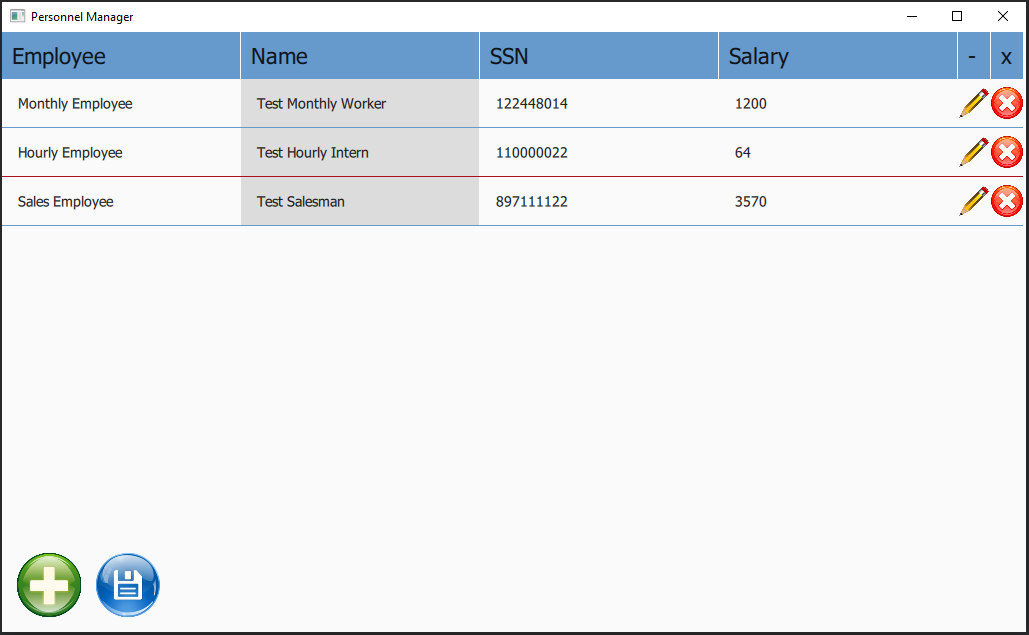 Personnel Manager
Employee Name SSN Salary - x
Monthly Employee Test Monthly Worker 122448014 1200
Hourly Employee Test Hourly Intern 110000022 64
Sales Employee Test Salesman 897111122 3570